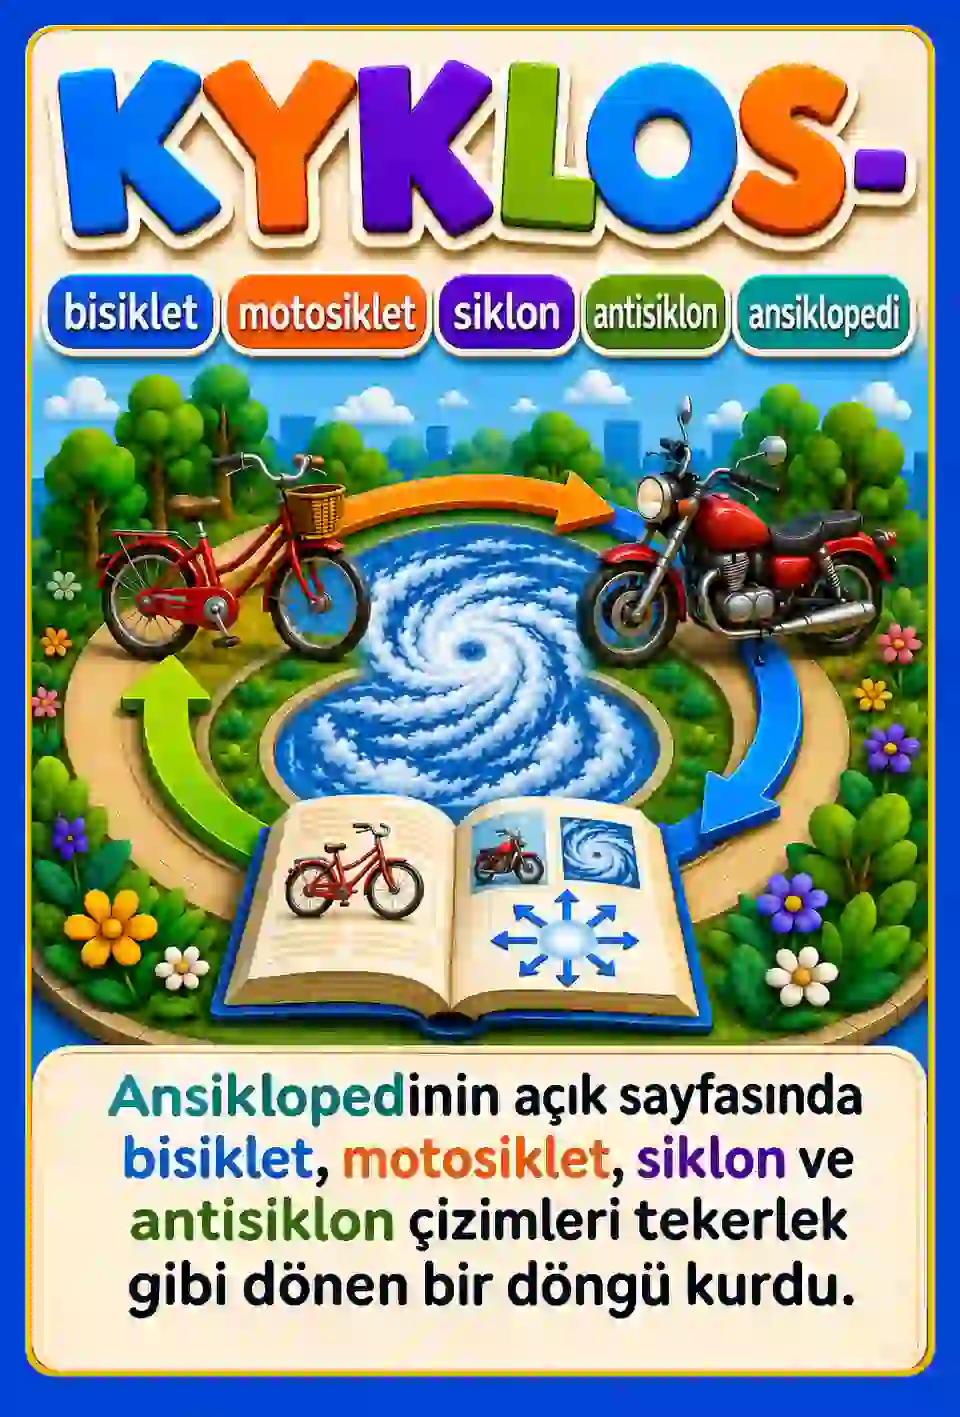 KYKLOS-
bisiklet motosiklet siklon antisiklon ansiklopedi
Ansiklopedinin açık sayfasında
bisiklet, motosiklet, siklon ve
antisiklon çizimleri tekerlek
gibi dönen bir döngü kurdu.